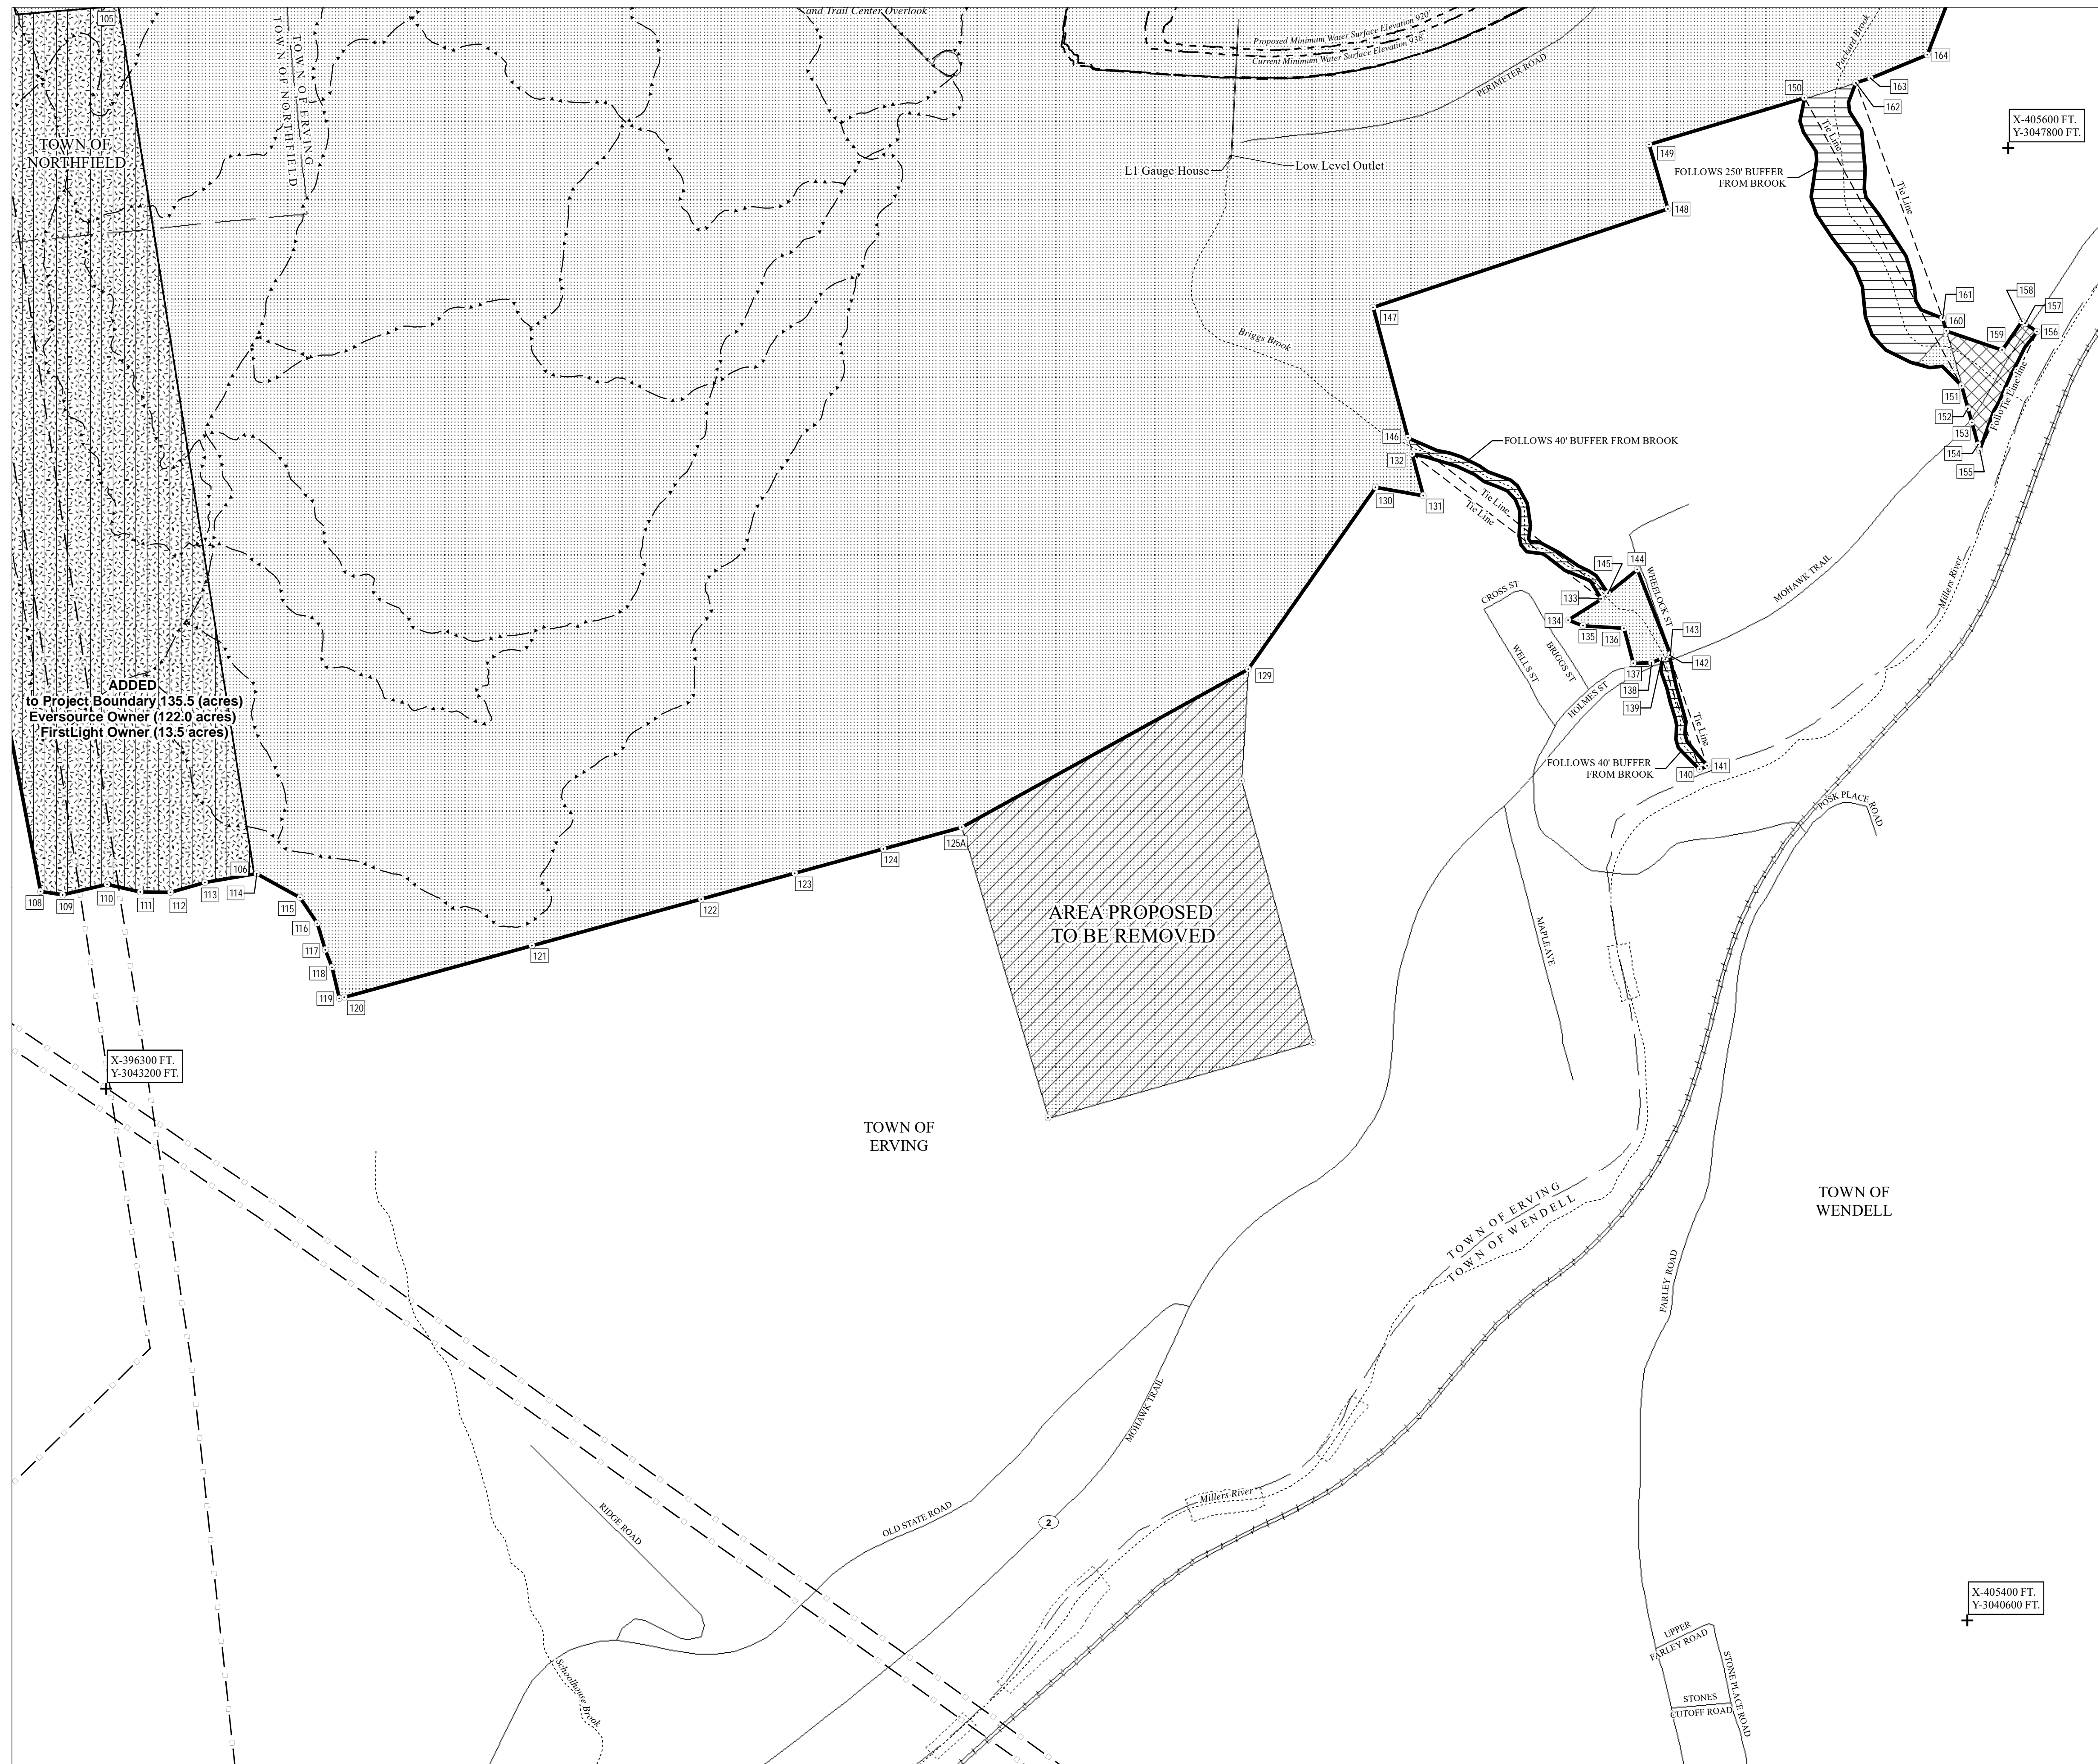 and Trail Center Overlook
105
TOWN OF NORTHFIELD
TOWN OF ERVING
Proposed Minimum Water Surface Elevation 920'
Current Minimum Water Surface Elevation 938'
PERIMETER ROAD
Packard Brook
164
163
162
150
X-405600 FT.
Y-3047800 FT.
TOWN OF
NORTHFIELD
149
L1 Gauge House
Low Level Outlet
FOLLOWS 250' BUFFER
FROM BROOK
Tie Line
Tie Line
148
161
158
157
160
159
156
147
Briggs Brook
151
152
153
154
155
Tie Line
146
132
FOLLOWS 40' BUFFER FROM BROOK
130
131
Tie Line
Tie Line
145
144
133
134
135
136
WHEELOCK ST
CROSS ST
WELLS ST
BRIGGS ST
HOLMES ST
MOHAWK TRAIL
Millers River
143
142
137
138
139
Tie Line
FOLLOWS 40' BUFFER
FROM BROOK
140
141
129
ADDED
to Project Boundary 135.5 (acres)
Eversource Owner (122.0 acres)
FirstLight Owner (13.5 acres)
POSK PLACE ROAD
125A
124
123
122
121
106
114
108
109
110
111
112
113
115
116
117
118
119
120
AREA PROPOSED
TO BE REMOVED
MAPLE AVE
X-396300 FT.
Y-3043200 FT.
TOWN OF
ERVING
TOWN OF ERVING
TOWN OF WENDELL
TOWN OF
WENDELL
FARLEY ROAD
MOHAWK TRAIL
OLD STATE ROAD
RIDGE ROAD
2
Millers River
Schoolhouse Brook
X-405400 FT.
Y-3040600 FT.
UPPER
FARLEY ROAD
STONE PLACE ROAD
STONES
CUTOFF ROAD